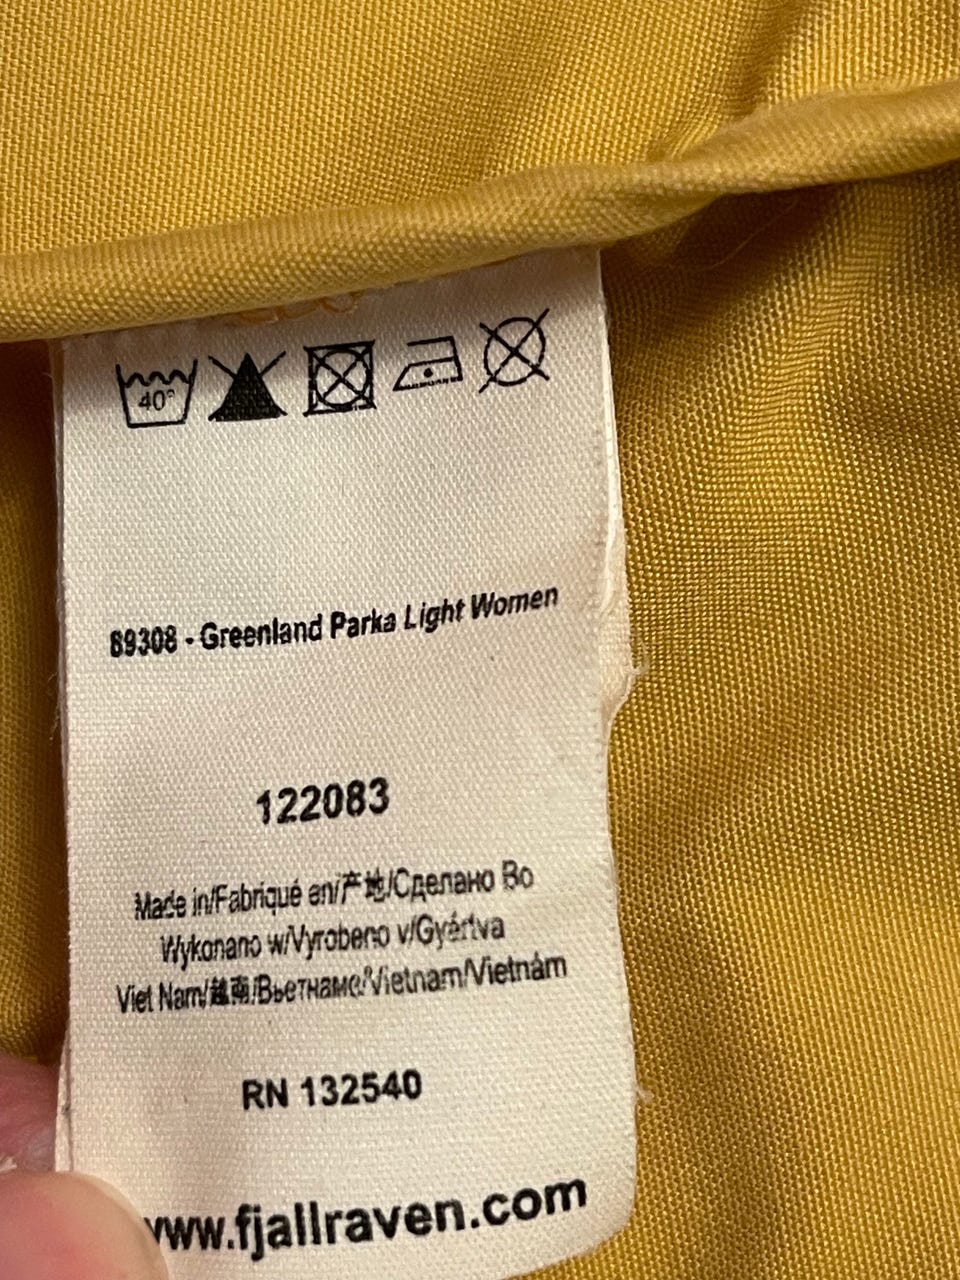 40°
89308 - Greenland Parka Light Women
122083
Made in/Fabriqué en/产地/Сделано Во
Wykonano w/Vyrobeno v/Gyártva
Viet Nam/越南/Вьетнаме/Vietnam/Vietnám
RN 132540
www.fjallraven.com